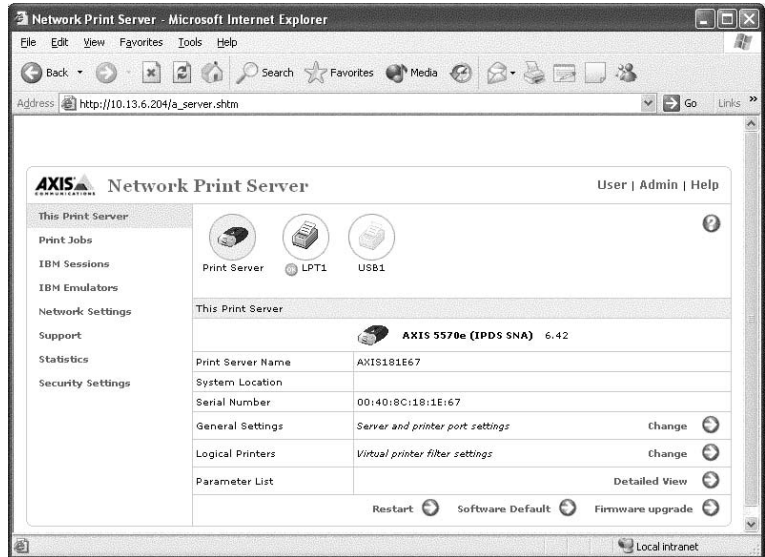 Network Print Server - Microsoft Internet Explorer
File Edit View Favorites Tools Help
Back Search Favorites Media
Address http://10.13.6.204/a_server.shtm Go Links »
AXIS COMMUNICATIONS Network Print Server User | Admin | Help
This Print Server
Print Jobs
IBM Sessions
IBM Emulators
Network Settings
Support
Statistics
Security Settings
Print Server OK LPT1 USB1
This Print Server
AXIS 5570e (IPDS SNA) 6.42
Print Server Name AXIS181E67
System Location
Serial Number 00:40:8C:18:1E:67
General Settings Server and printer port settings Change
Logical Printers Virtual printer filter settings Change
Parameter List Detailed View
Restart Software Default Firmware upgrade
Local intranet